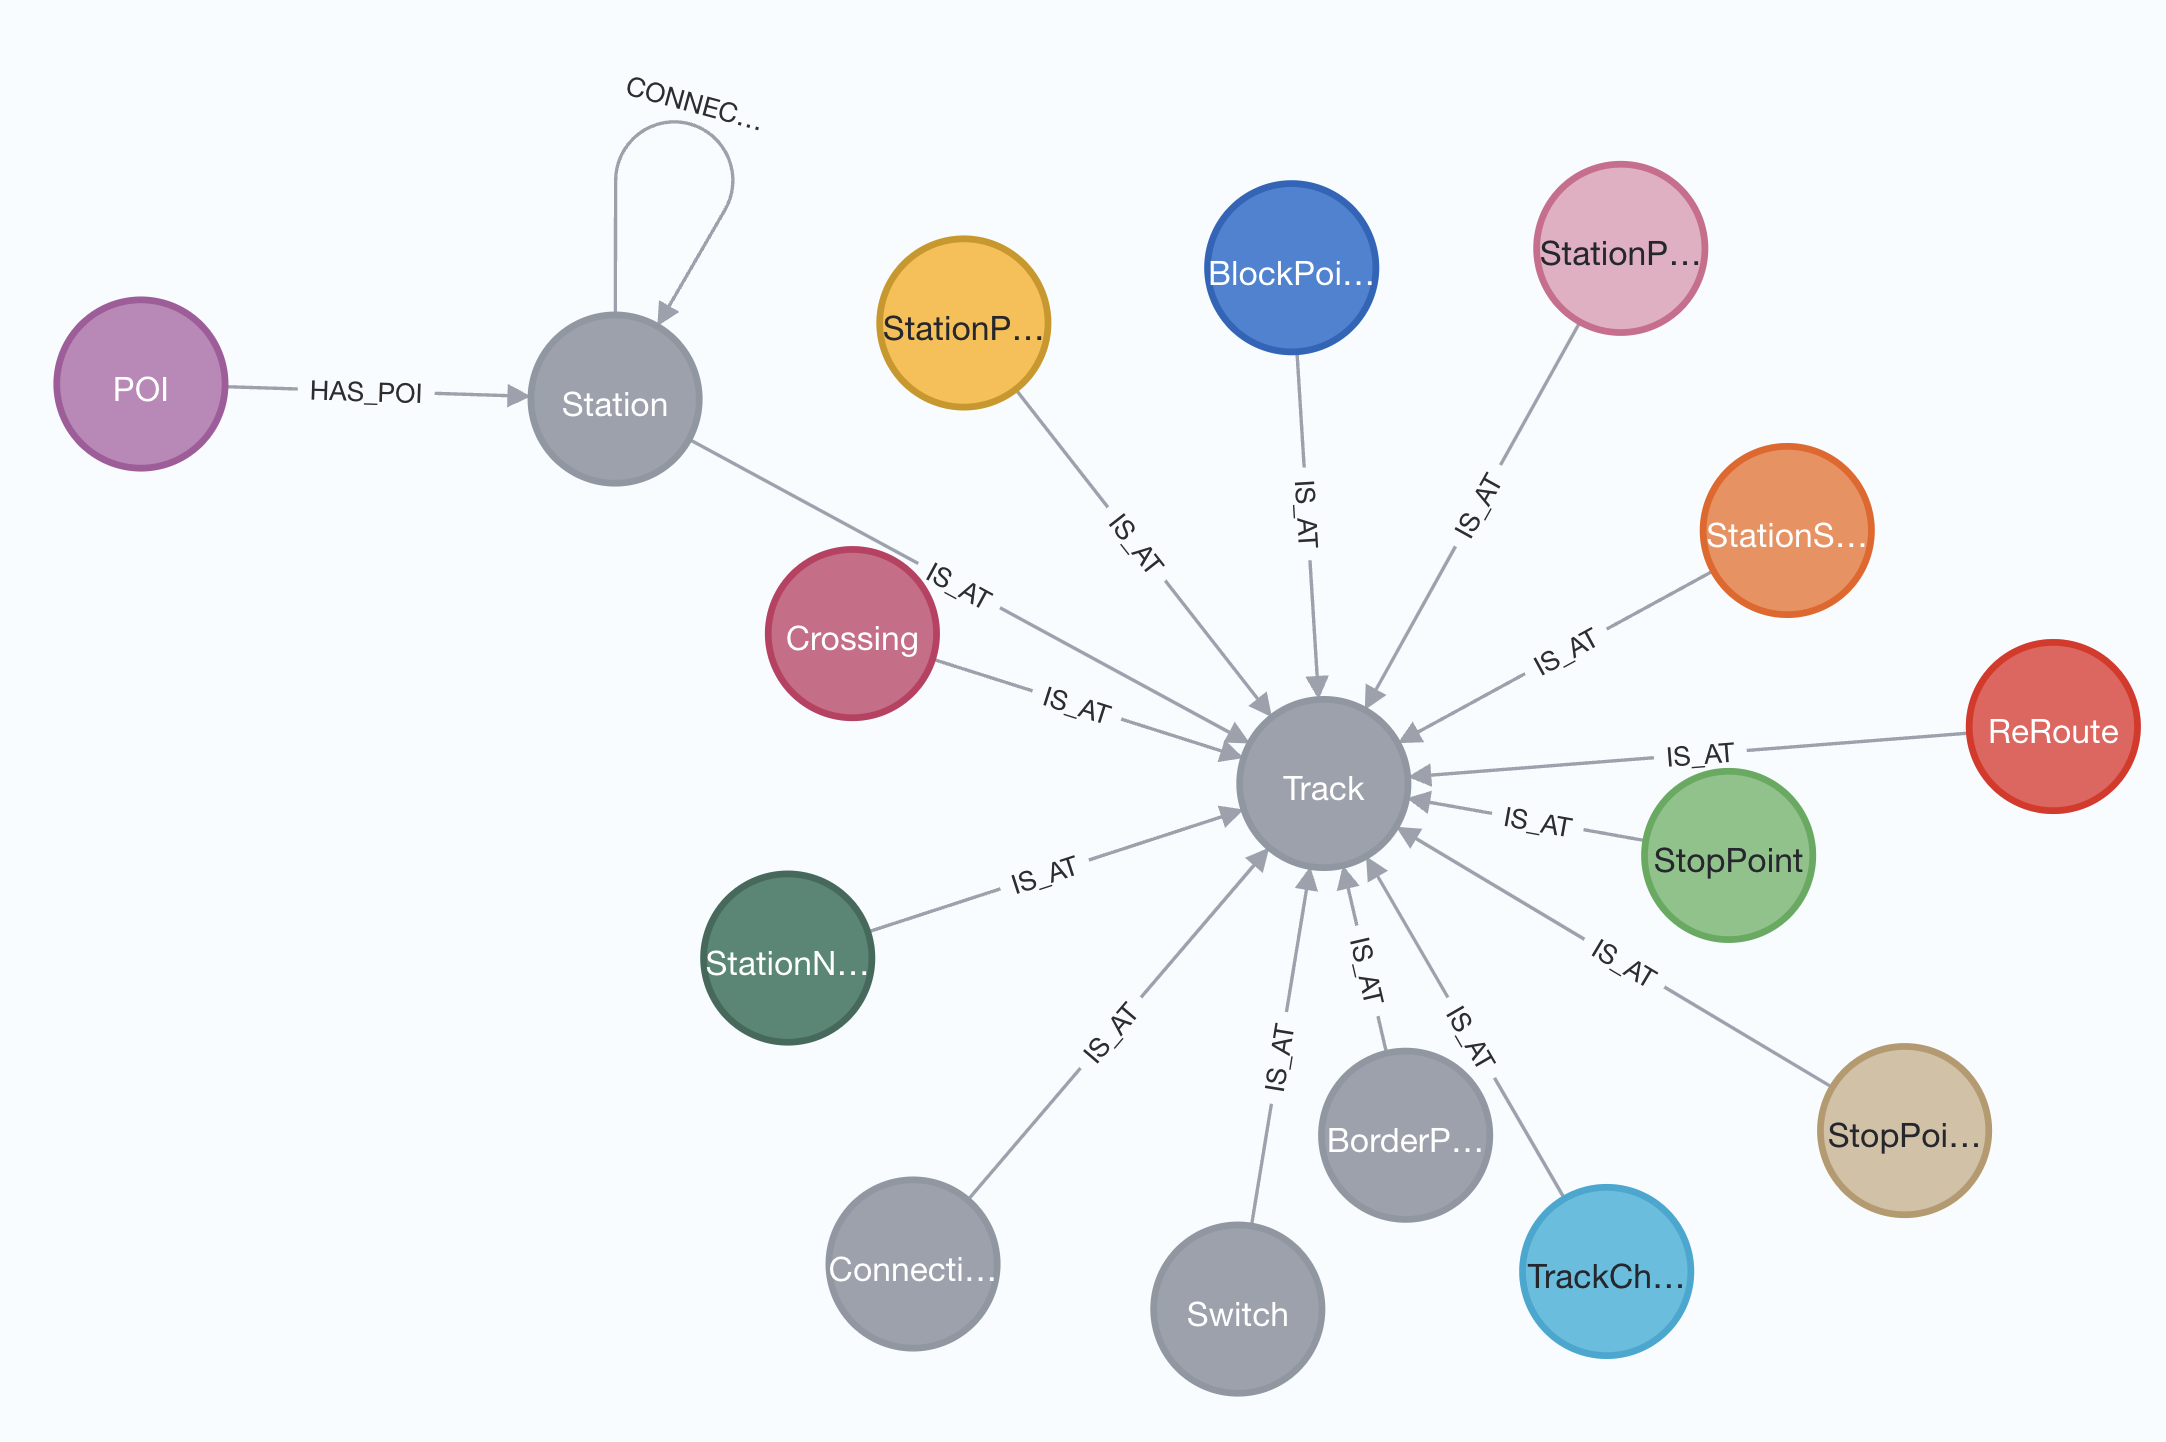 CONNEC...
POI
HAS_POI
Station
StationP...
BlockPoi...
StationP...
StationS...
IS_AT
IS_AT
IS_AT
IS_AT
Crossing
IS_AT
IS_AT
Track
IS_AT
ReRoute
IS_AT
StopPoint
StationN...
IS_AT
IS_AT
IS_AT
IS_AT
IS_AT
IS_AT
BorderP...
StopPoi...
Connecti...
Switch
TrackCh...